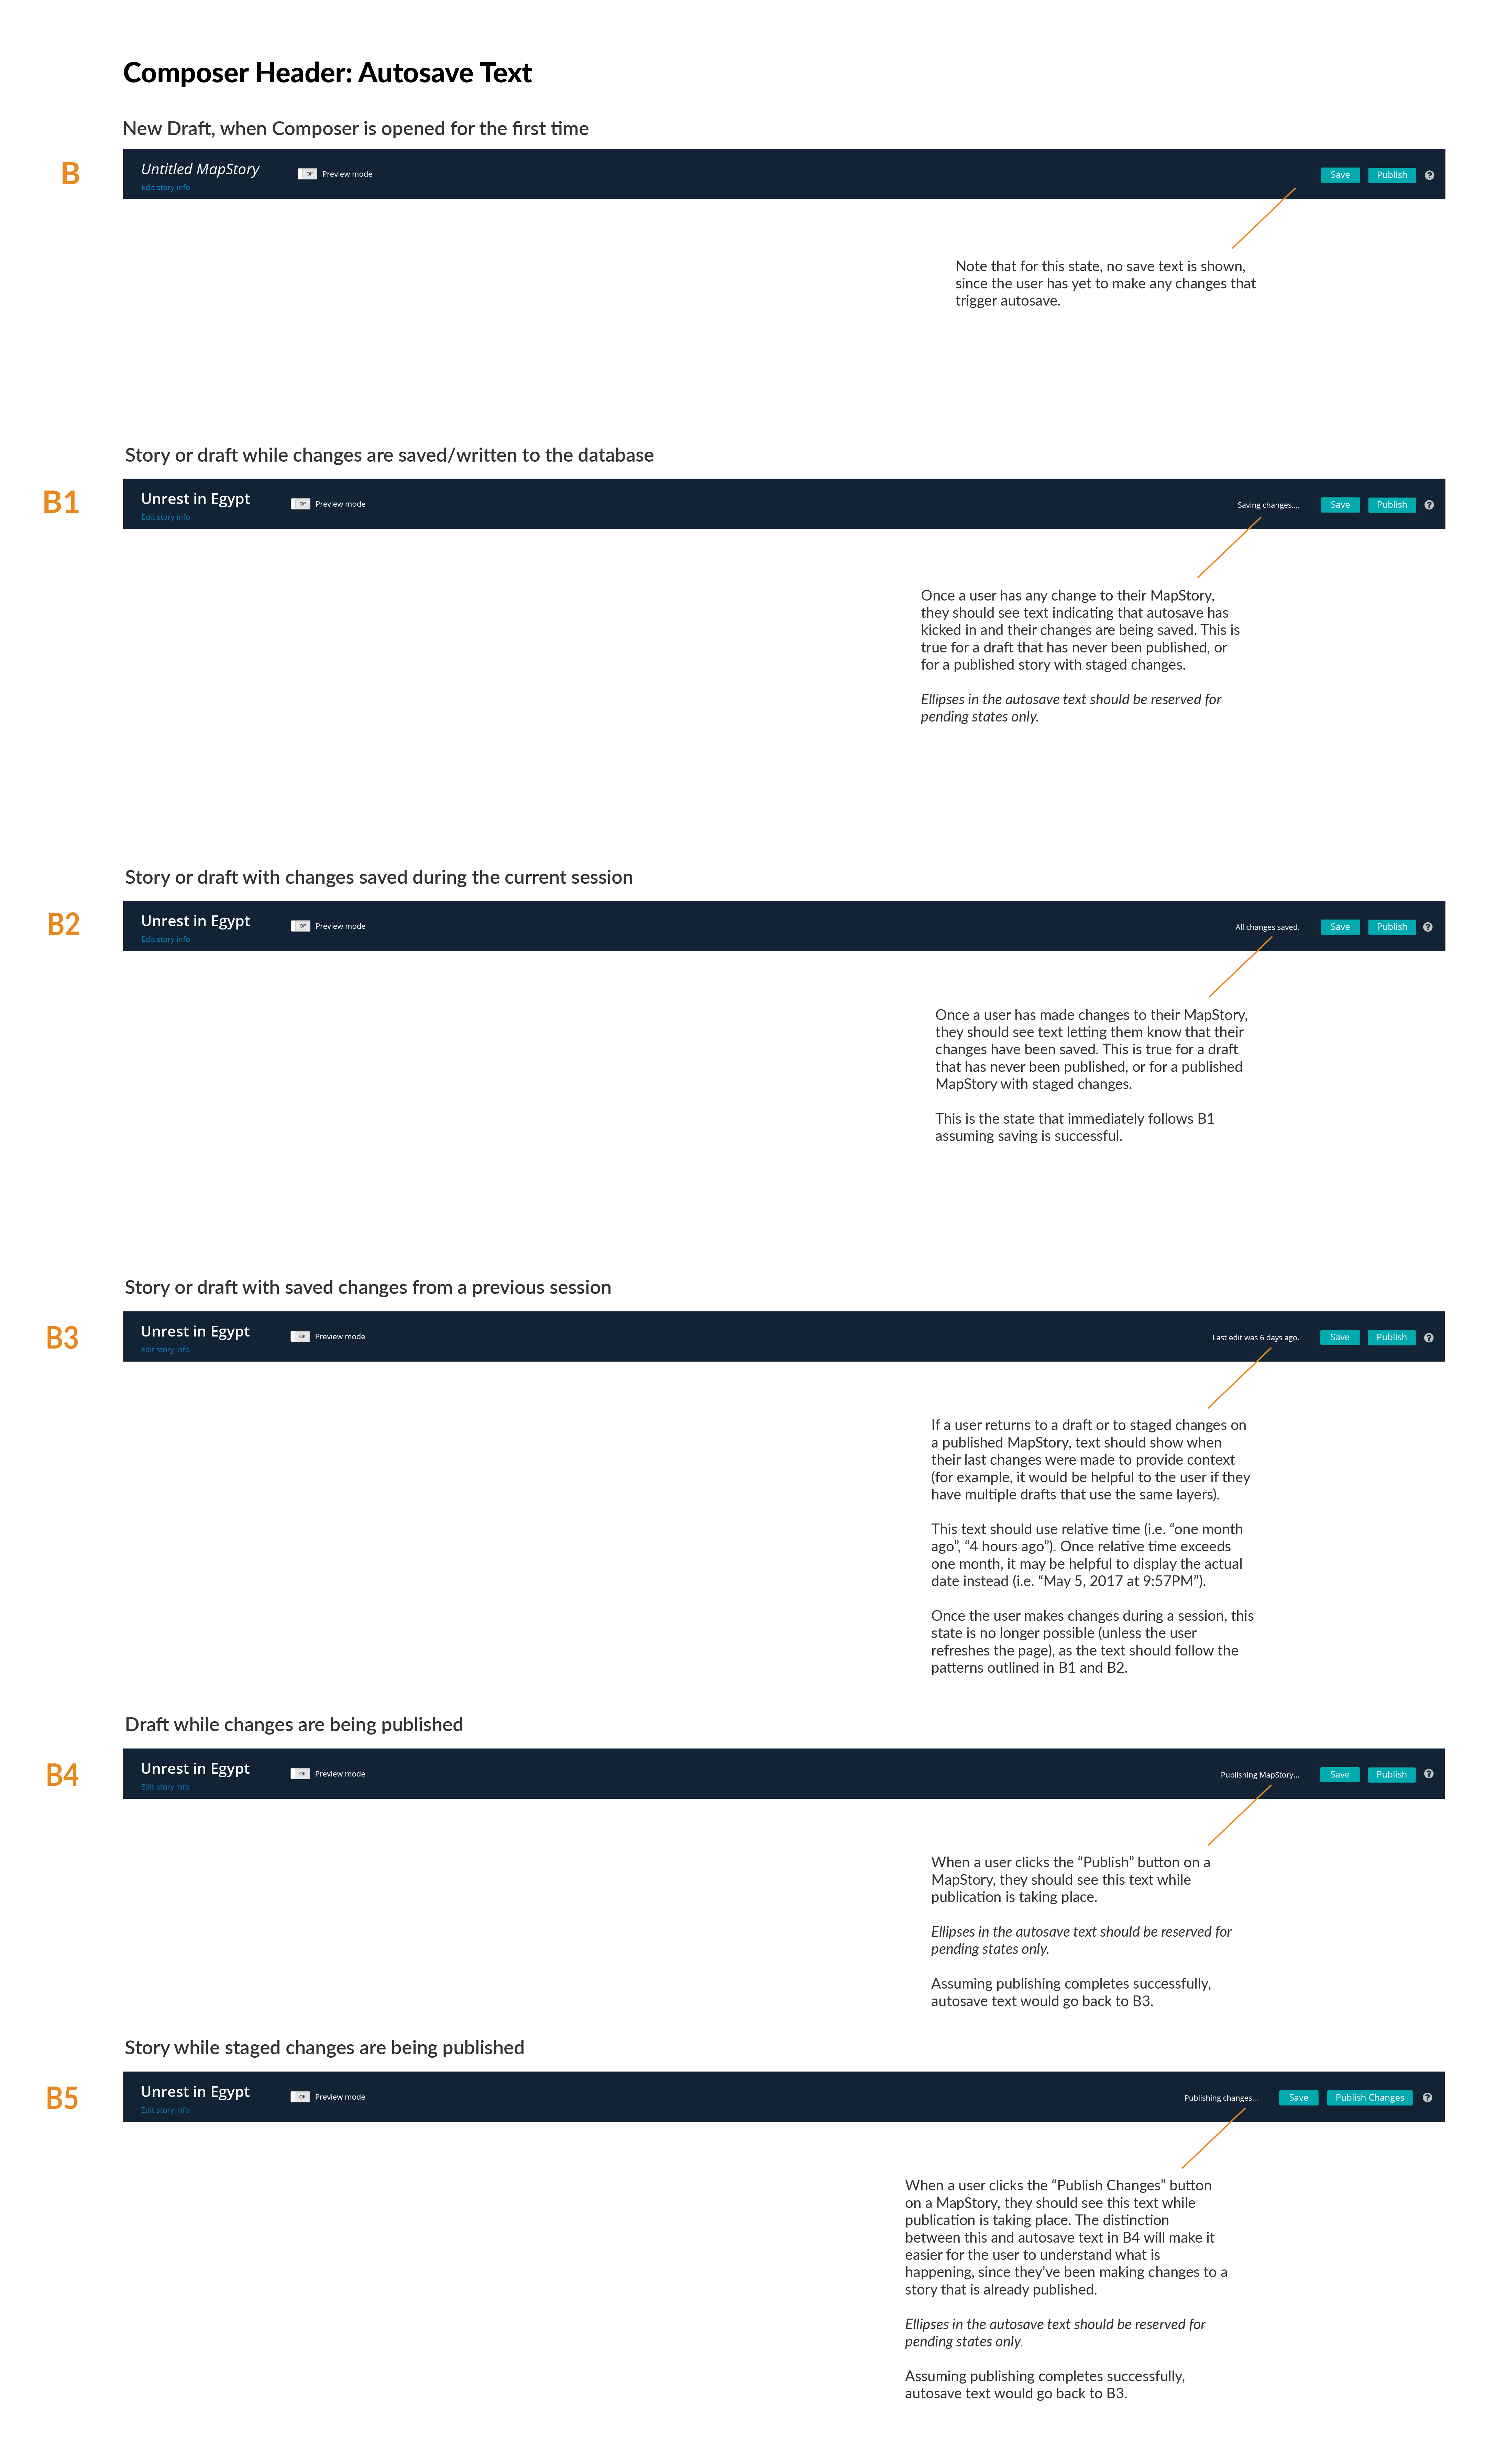 Composer Header: Autosave Text
New Draft, when Composer is opened for the first time
B
Untitled MapStory
Edit story info
Off
Preview mode
Save
Publish
?
Note that for this state, no save text is shown,
since the user has yet to make any changes that
trigger autosave.
Story or draft while changes are saved/written to the database
B1
Unrest in Egypt
Edit story info
Off
Preview mode
Saving changes....
Save
Publish
?
Once a user has any change to their MapStory,
they should see text indicating that autosave has
kicked in and their changes are being saved. This is
true for a draft that has never been published, or
for a published story with staged changes.
Ellipses in the autosave text should be reserved for
pending states only.
Story or draft with changes saved during the current session
B2
Unrest in Egypt
Edit story info
Off
Preview mode
All changes saved.
Save
Publish
?
Once a user has made changes to their MapStory,
they should see text letting them know that their
changes have been saved. This is true for a draft
that has never been published, or for a published
MapStory with staged changes.
This is the state that immediately follows B1
assuming saving is successful.
Story or draft with saved changes from a previous session
B3
Unrest in Egypt
Edit story info
Off
Preview mode
Last edit was 6 days ago.
Save
Publish
?
If a user returns to a draft or to staged changes on
a published MapStory, text should show when
their last changes were made to provide context
(for example, it would be helpful to the user if they
have multiple drafts that use the same layers).
This text should use relative time (i.e. “one month
ago”, “4 hours ago”). Once relative time exceeds
one month, it may be helpful to display the actual
date instead (i.e. “May 5, 2017 at 9:57PM”).
Once the user makes changes during a session, this
state is no longer possible (unless the user
refreshes the page), as the text should follow the
patterns outlined in B1 and B2.
Draft while changes are being published
B4
Unrest in Egypt
Edit story info
Off
Preview mode
Publishing MapStory...
Save
Publish
?
When a user clicks the “Publish” button on a
MapStory, they should see this text while
publication is taking place.
Ellipses in the autosave text should be reserved for
pending states only.
Assuming publishing completes successfully,
autosave text would go back to B3.
Story while staged changes are being published
B5
Unrest in Egypt
Edit story info
Off
Preview mode
Publishing changes...
Save
Publish Changes
?
When a user clicks the “Publish Changes” button
on a MapStory, they should see this text while
publication is taking place. The distinction
between this and autosave text in B4 will make it
easier for the user to understand what is
happening, since they've been making changes to a
story that is already published.
Ellipses in the autosave text should be reserved for
pending states only.
Assuming publishing completes successfully,
autosave text would go back to B3.